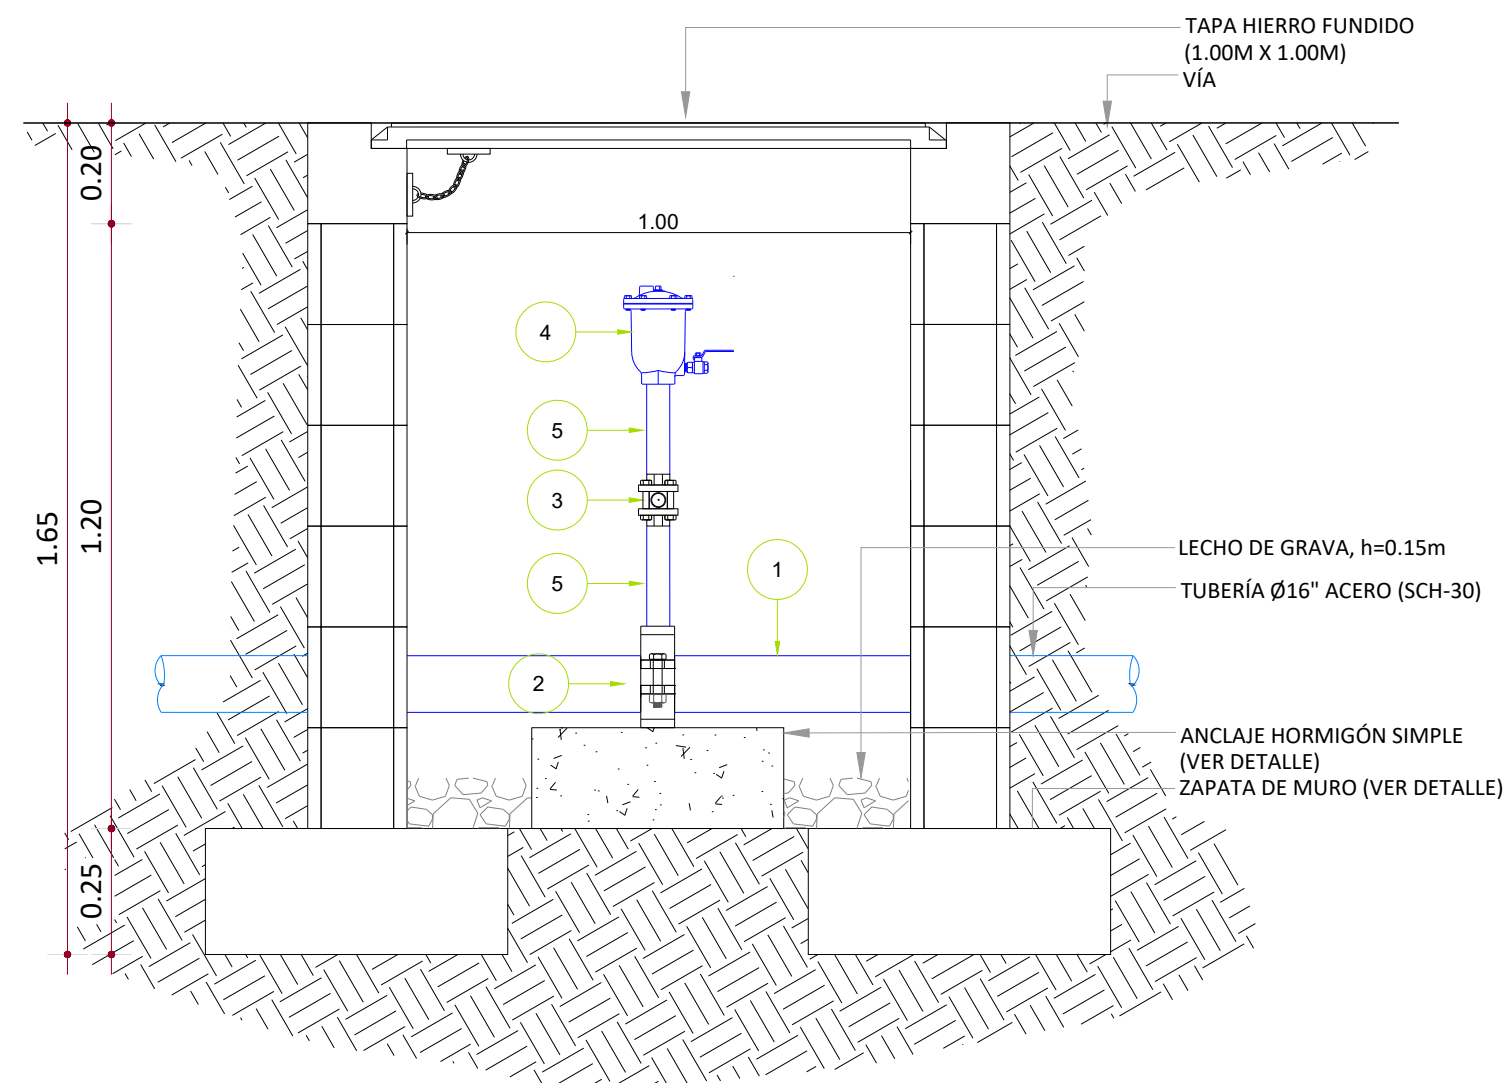 TAPA HIERRO FUNDIDO
(1.00M X 1.00M)
VÍA
0.20
1.00
4
5
3
1.65
1.20
5
1
LECHO DE GRAVA, h=0.15m
TUBERÍA Ø16" ACERO (SCH-30)
2
ANCLAJE HORMIGÓN SIMPLE
(VER DETALLE)
ZAPATA DE MURO (VER DETALLE)
0.25